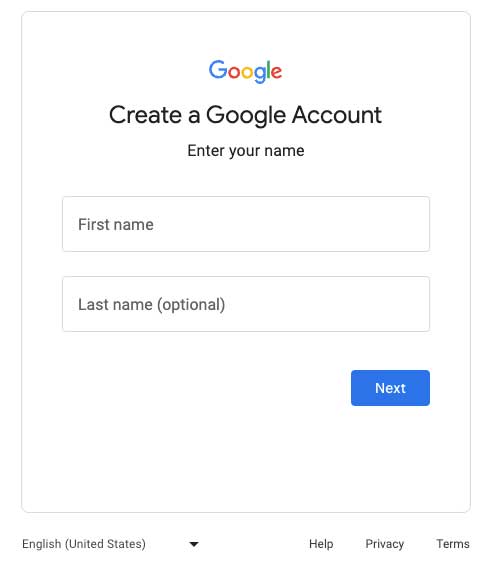 Google
Create a Google Account
Enter your name
First name
Last name (optional)
Next
English (United States) Help Privacy Terms